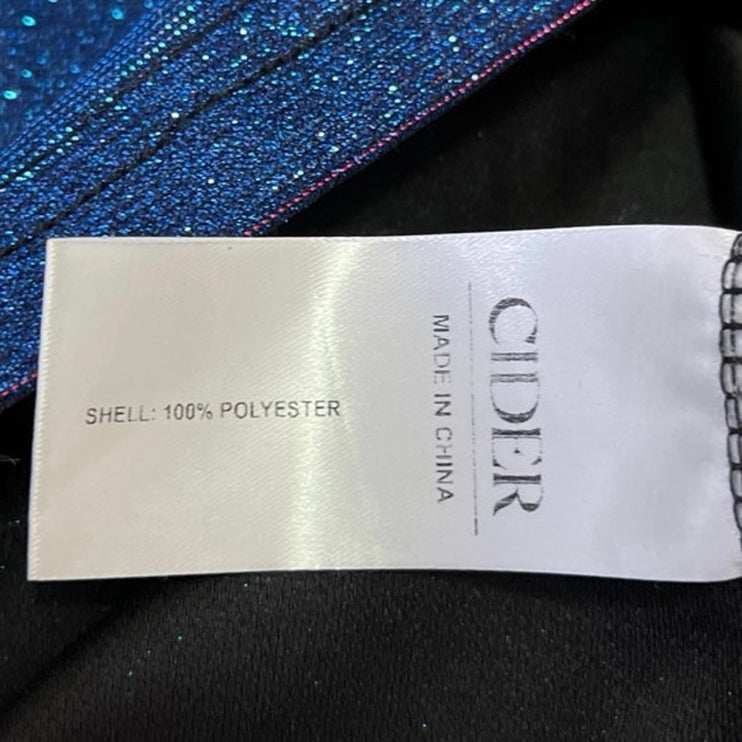 CIDER
MADE IN CHINA
SHELL: 100% POLYESTER